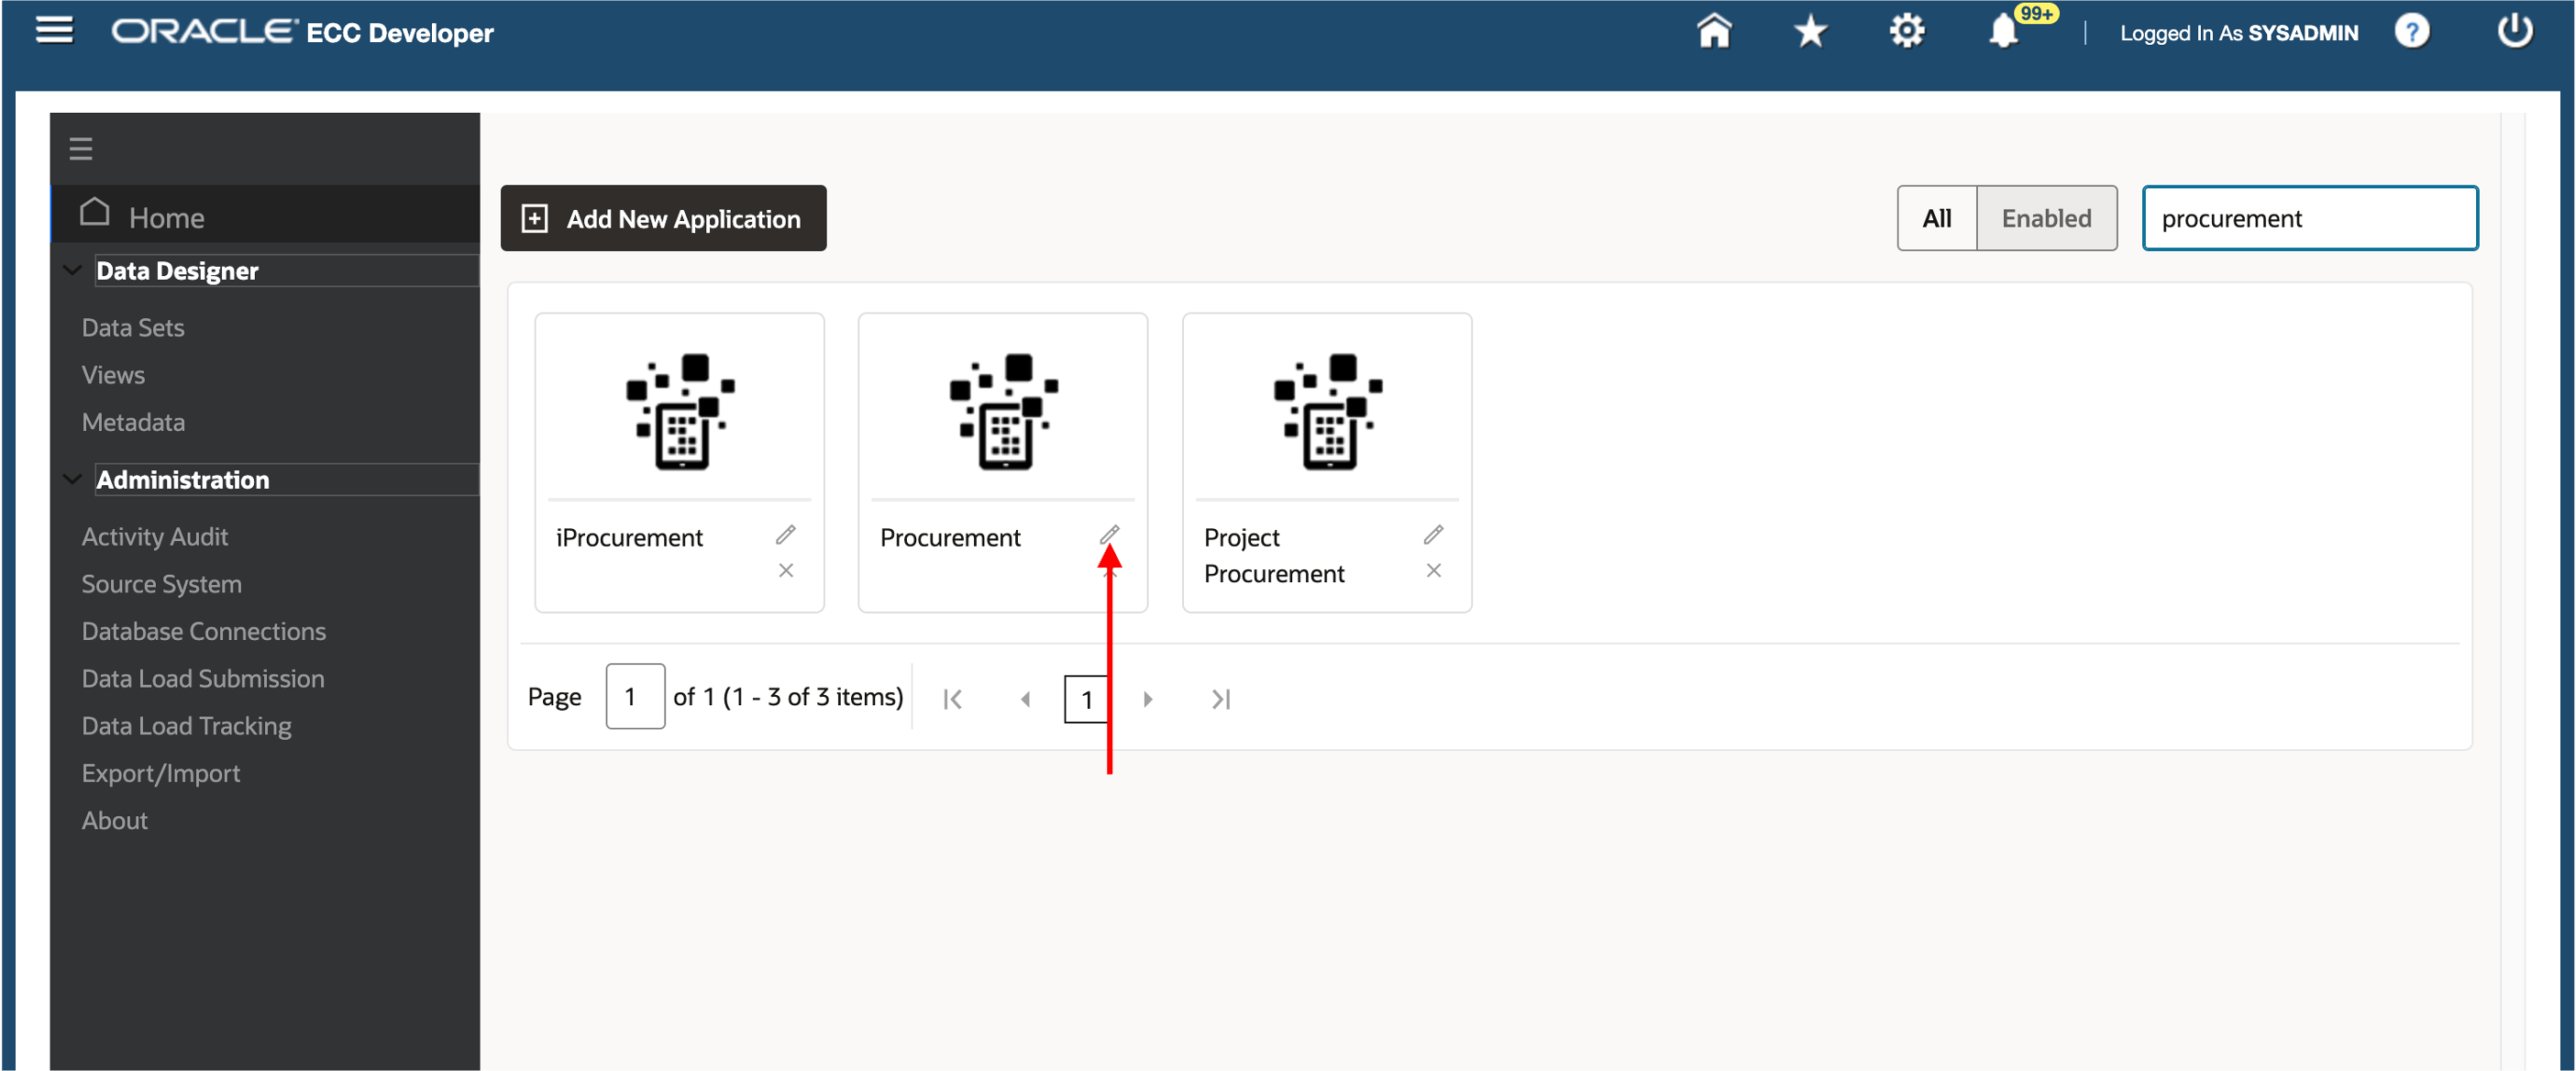 ORACLE ECC Developer
99+
Logged In As SYSADMIN
?
Home
Data Designer
Data Sets
Views
Metadata
Administration
Activity Audit
Source System
Database Connections
Data Load Submission
Data Load Tracking
Export/Import
About
Add New Application
All
Enabled
procurement
iProcurement
Procurement
Project
Procurement
Page 1 of 1 (1 - 3 of 3 items) 1